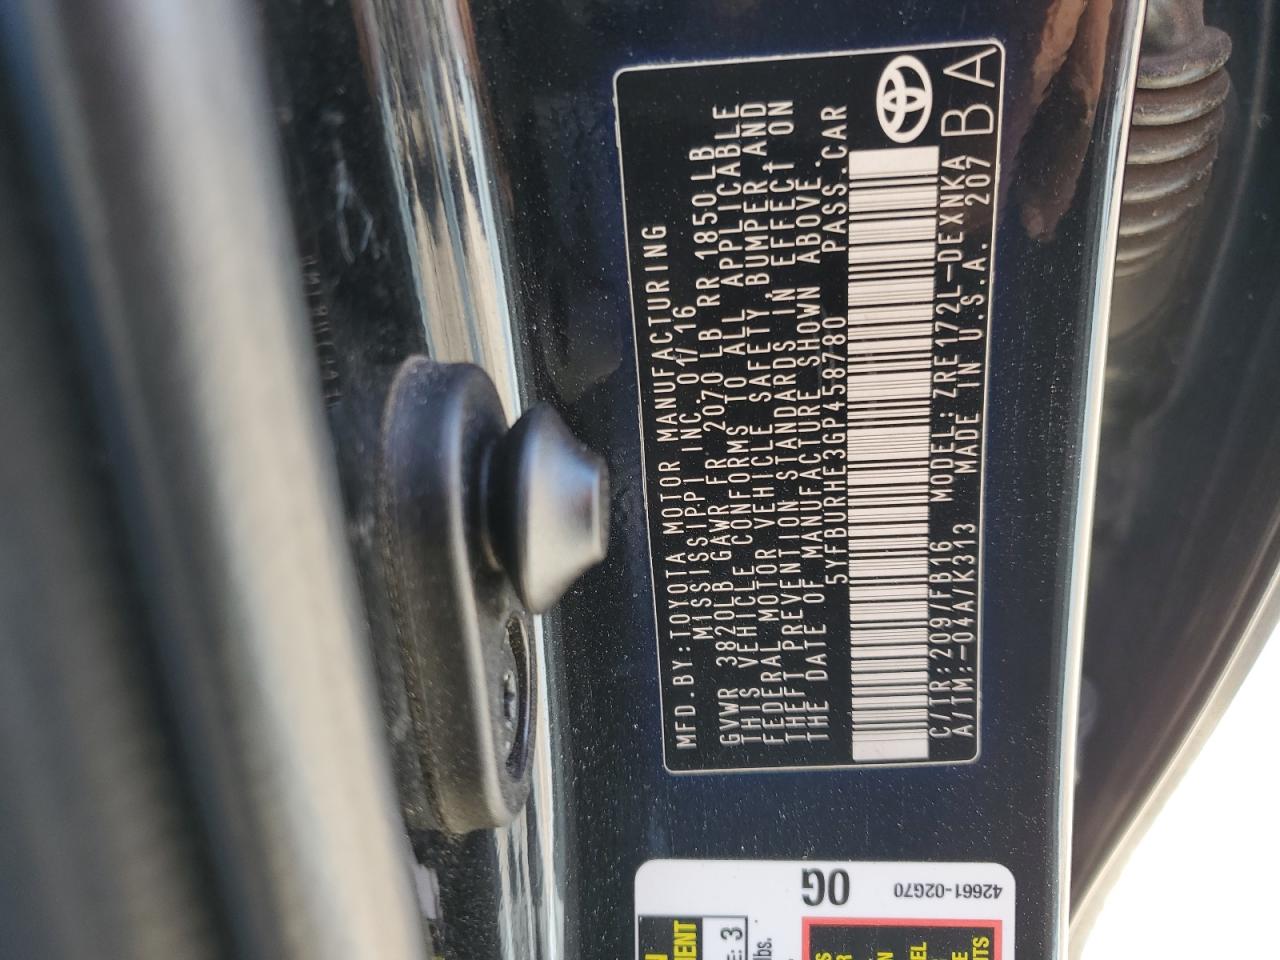 MFD.BY:TOYOTA MOTOR MANUFACTURING
MISSISSIPPI INC. 01/16
GVWR 3820LB GAWR FR 2070 LB RR 1850 LB
THIS VEHICLE CONFORMS TO ALL APPLICABLE
FEDERAL MOTOR VEHICLE SAFETY, BUMPER, AND
THEFT PREVENTION STANDARDS IN EFFECT ON
THE DATE OF MANUFACTURE SHOWN ABOVE.
5YFBURHE3GP458780 PASS.CAR
C/TR:209/FB16 MODEL:ZRE172L-DEXNKA
A/TM:-04A/K313 MADE IN U.S.A. 207 BA
0G
42661-02G70
3
lbs.